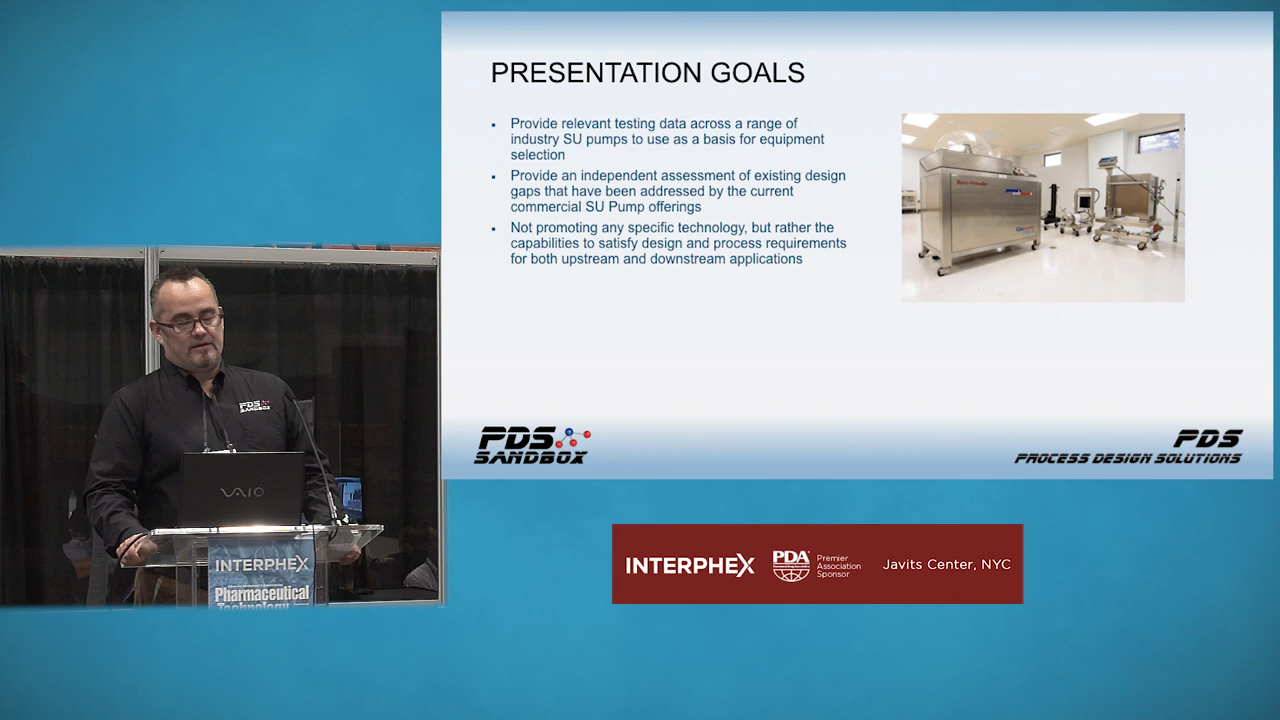 PRESENTATION GOALS
Provide relevant testing data across a range of
industry SU pumps to use as a basis for equipment
selection
Provide an independent assessment of existing design
gaps that have been addressed by the current
commercial SU Pump offerings
Not promoting any specific technology, but rather the
capabilities to satisfy design and process requirements
for both upstream and downstream applications
PDS
SANDBOX
PDS
PROCESS DESIGN SOLUTIONS
PDS
SANDBOX
VAIO
INTERPHEX
Pharmaceutical
Technology
INTERPHEX
PDA
Premier
Association
Sponsor
Javits Center, NYC